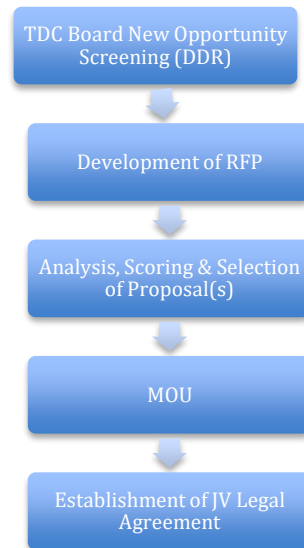 TDC Board New Opportunity
Screening (DDR)
Development of RFP
Analysis, Scoring & Selection
of Proposal(s)
MOU
Establishment of JV Legal
Agreement